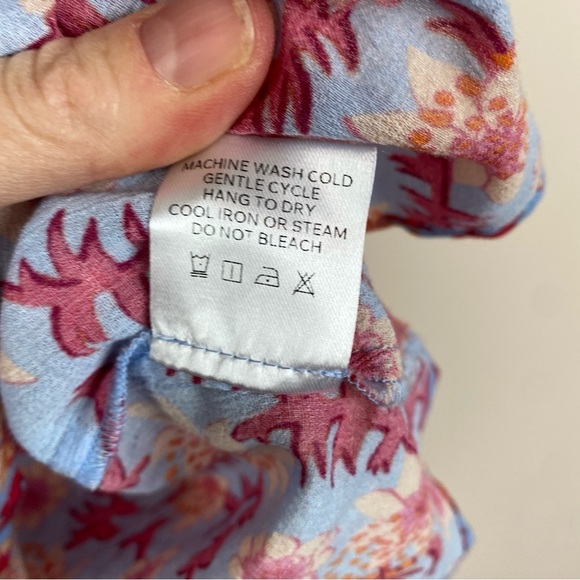 MACHINE WASH COLD
GENTLE CYCLE
HANG TO DRY
COOL IRON OR STEAM
DO NOT BLEACH